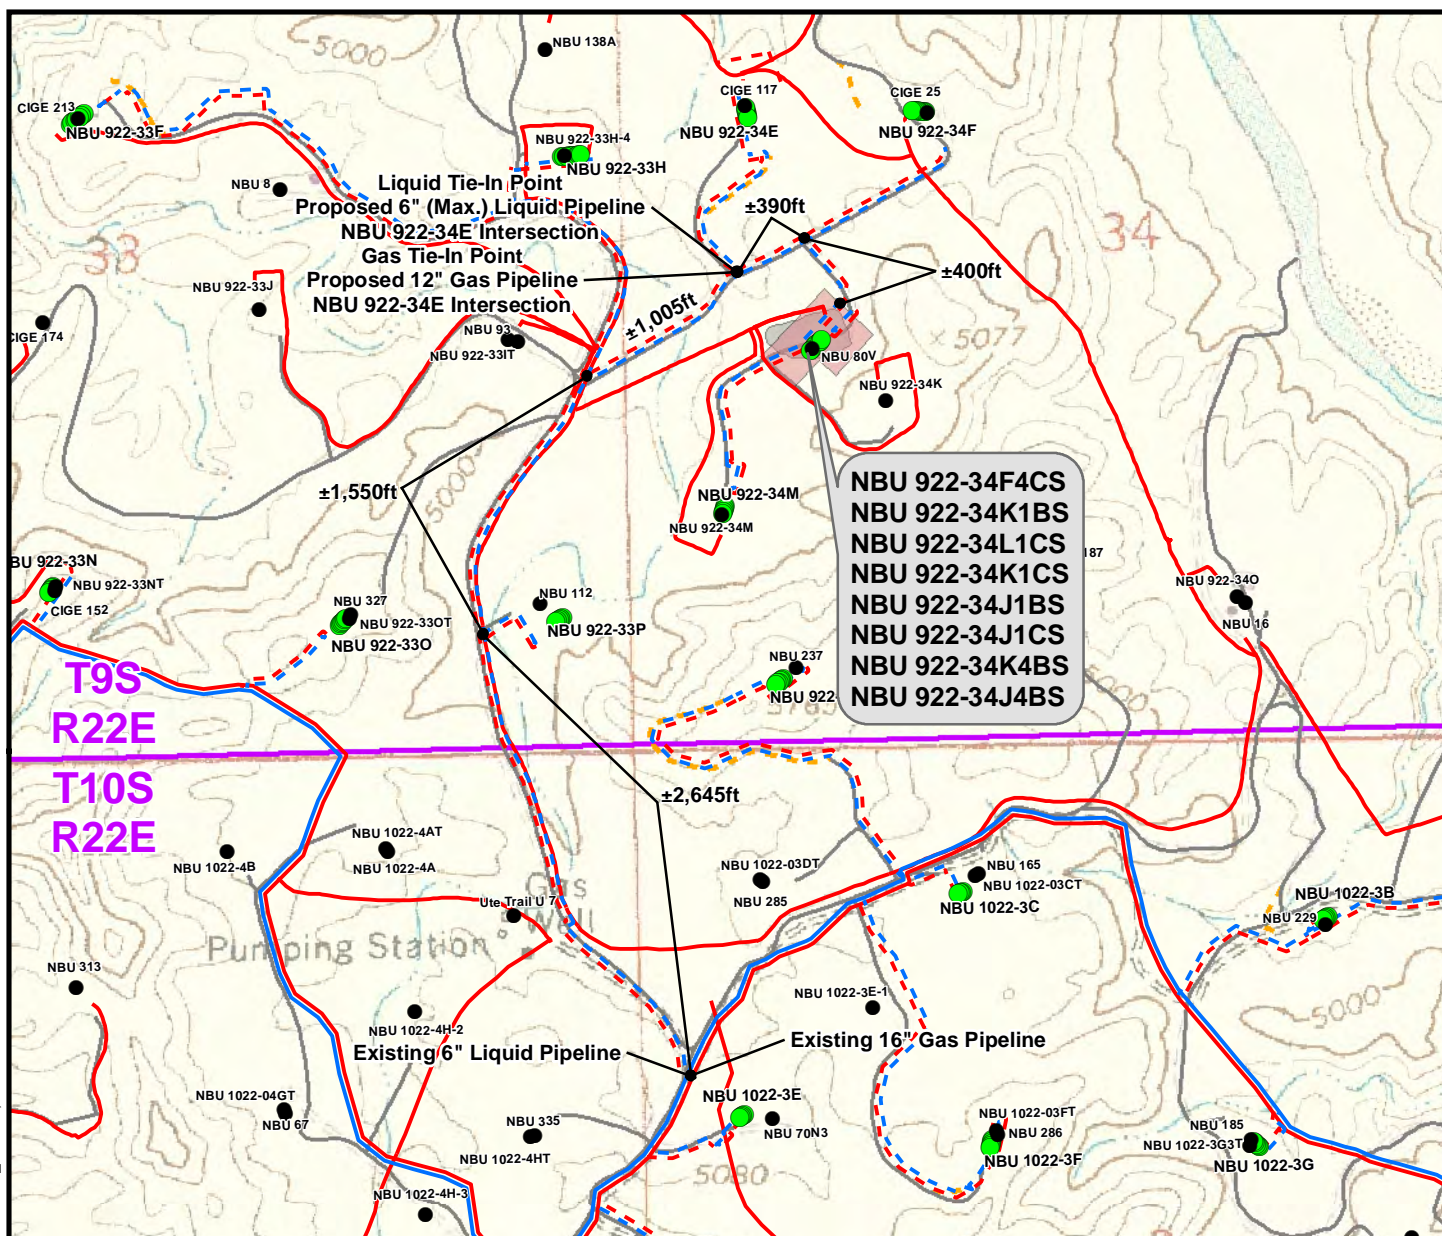 5000
NBU 138A
CIGE 213
NBU 922-33F
CIGE 117
NBU 922-34E
CIGE 25
NBU 922-34F
NBU 922-33H-4
NBU 922-33H
NBU 8
Liquid Tie-In Point
Proposed 6" (Max.) Liquid Pipeline
NBU 922-34E Intersection
Gas Tie-In Point
Proposed 12" Gas Pipeline
NBU 922-34E Intersection
±390ft
±400ft
33
34
NBU 922-33J
CIGE 174
NBU 93
NBU 922-33IT
±1,005ft
5077
NBU 80V
NBU 922-34K
±1,550ft
5000
NBU 922-34M
NBU 922-34M
NBU 922-34F4CS
NBU 922-34K1BS
NBU 922-34L1CS
NBU 922-34K1CS
NBU 922-34J1BS
NBU 922-34J1CS
NBU 922-34K4BS
NBU 922-34J4BS
187
BU 922-33N
NBU 922-33NT
CIGE 152
NBU 327
NBU 922-33OT
NBU 922-33O
NBU 112
NBU 922-33P
NBU 922-34O
NBU 16
NBU 237
NBU 922-
T9S
R22E
T10S
R22E
±2,645ft
NBU 1022-4AT
NBU 1022-4A
NBU 1022-4B
NBU 1022-03DT
NBU 285
NBU 165
NBU 1022-03CT
NBU 1022-3C
NBU 1022-3B
NBU 229
Ute Trail U 7
Gas
Well
Pumping Station
NBU 313
NBU 1022-4H-2
NBU 1022-3E-1
5000
Existing 6" Liquid Pipeline
Existing 16" Gas Pipeline
NBU 1022-04GT
NBU 67
NBU 335
NBU 1022-4HT
NBU 1022-3E
NBU 70N3
5080
NBU 1022-03FT
NBU 286
NBU 1022-3F
NBU 185
NBU 1022-3G3T
NBU 1022-3G
NBU 1022-4H-3